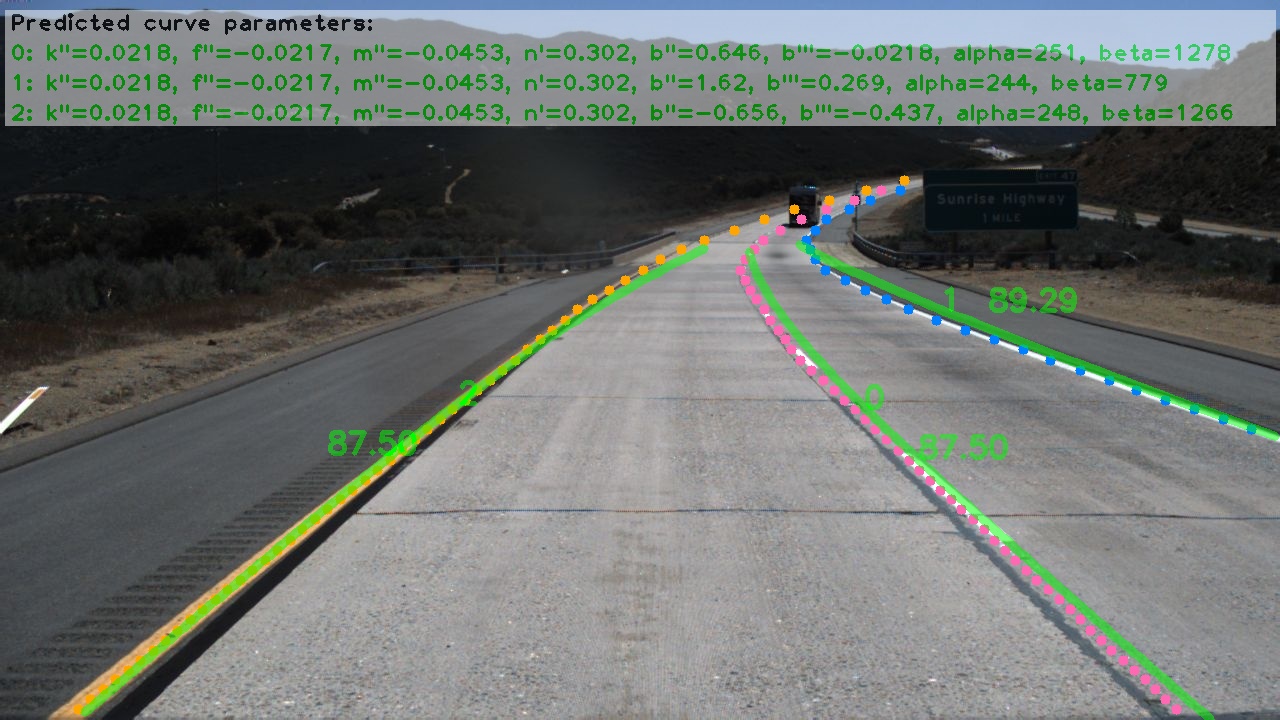 Predicted curve parameters:
0: k''=0.0218, f''=-0.0217, m''=-0.0453, n'=0.302, b''=0.646, b'''=-0.0218, alpha=251, beta=1278
1: k''=0.0218, f''=-0.0217, m''=-0.0453, n'=0.302, b''=1.62, b'''=0.269, alpha=244, beta=779
2: k''=0.0218, f''=-0.0217, m''=-0.0453, n'=0.302, b''=-0.656, b'''=-0.437, alpha=248, beta=1266
EXIT 47
Sunrise Highway
1 MILE
1 89.29
2
0
87.50
87.50